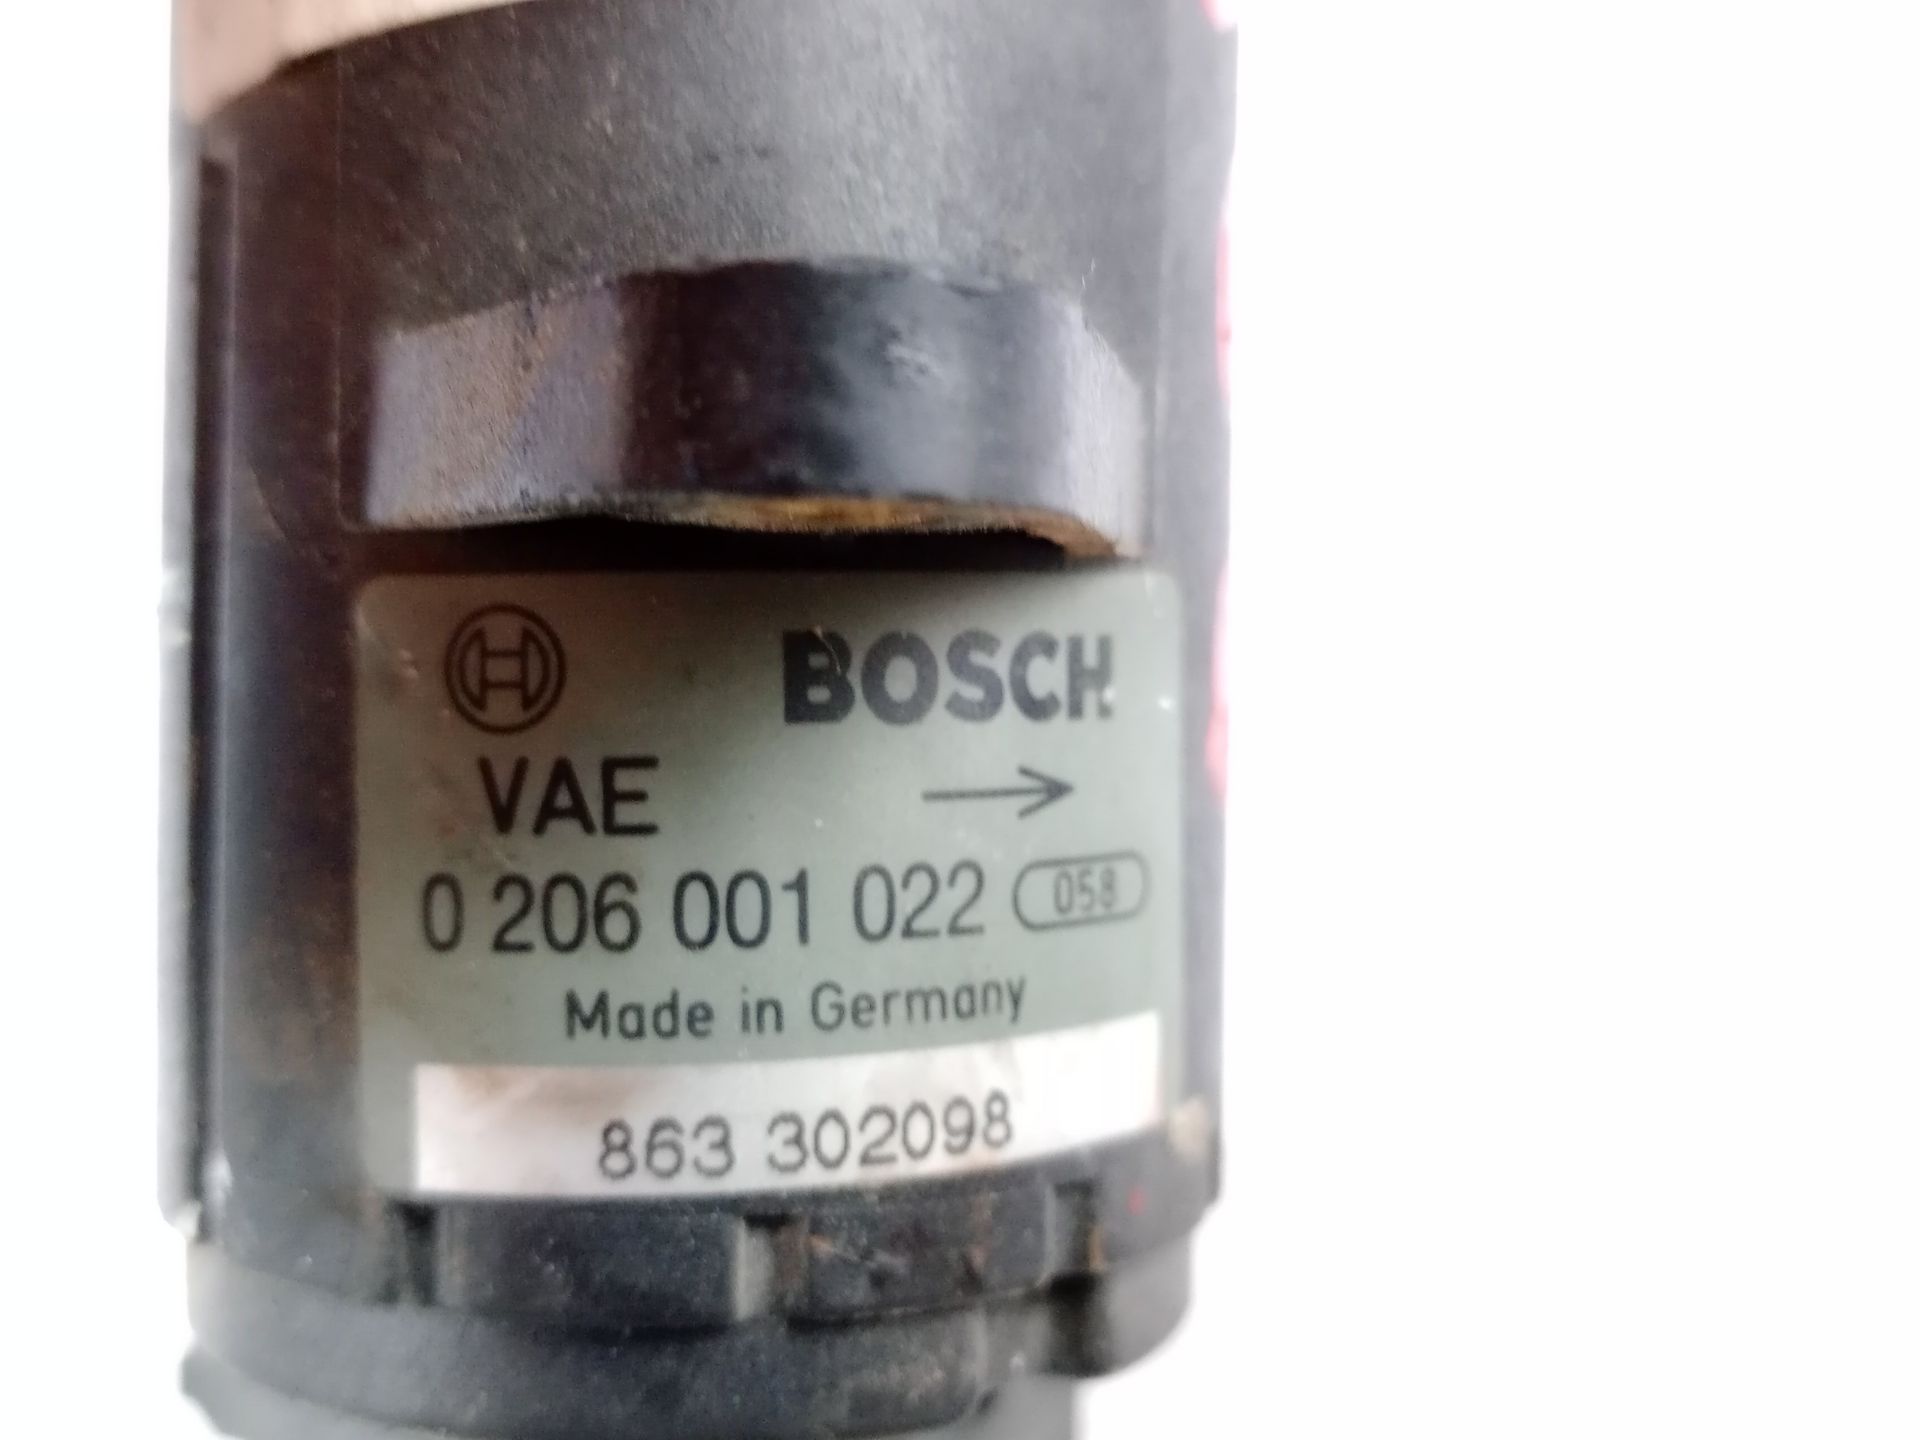 BOSCH
VAE →
0 206 001 022 058
Made in Germany
863 302098